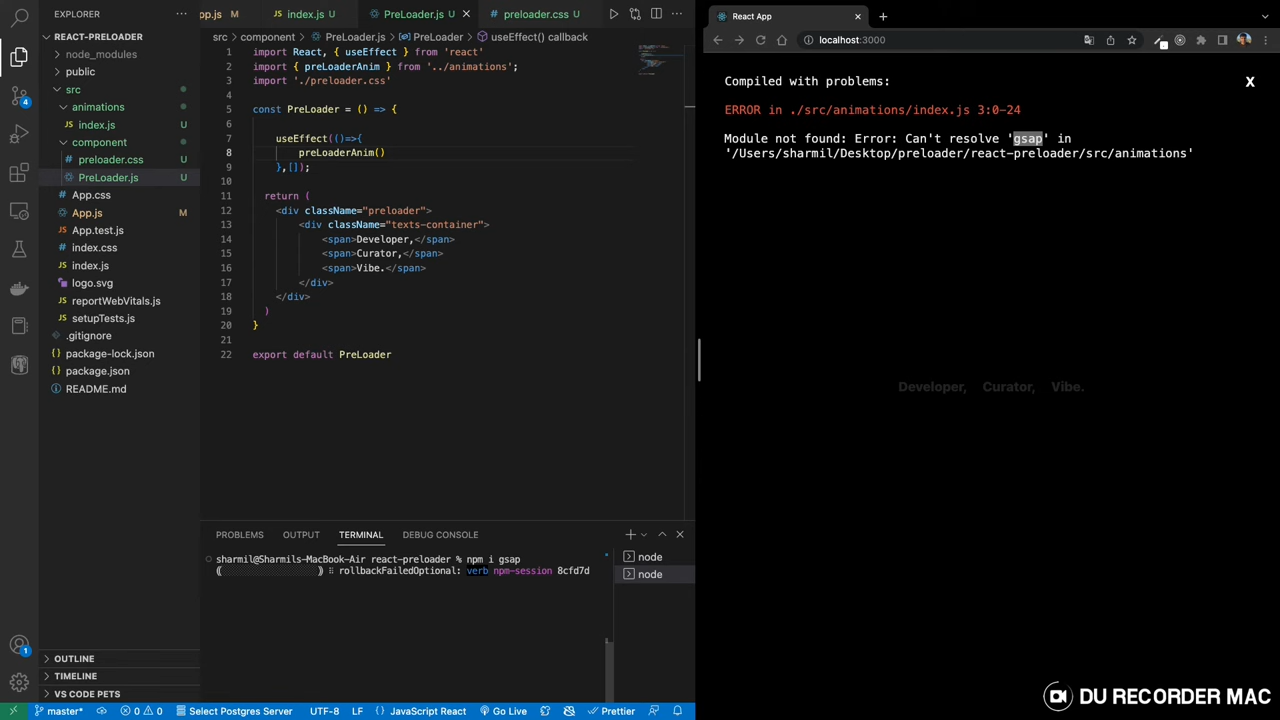 EXPLORER
REACT-PRELOADER
node_modules
public
src
animations
index.js U
component
preloader.css U
PreLoader.js U
App.css
App.js M
App.test.js
index.css
index.js
logo.svg
reportWebVitals.js
setupTests.js
.gitignore
package-lock.json
package.json
README.md
OUTLINE
TIMELINE
VS CODE PETS
4
1
pp.js M
index.js U
PreLoader.js U
preloader.css U
src > component > PreLoader.js > PreLoader > useEffect() callback
1 import React, { useEffect } from 'react'
2 import { preLoaderAnim } from '../animations';
3 import './preloader.css'
4
5 const PreLoader = () => {
6
7 useEffect(()=>{
8 preLoaderAnim()
9 },[]);
10
11 return (
12 <div className="preloader">
13 <div className="texts-container">
14 <span>Developer,</span>
15 <span>Curator,</span>
16 <span>Vibe.</span>
17 </div>
18 </div>
19 )
20 }
21
22 export default PreLoader
PROBLEMS OUTPUT TERMINAL DEBUG CONSOLE
sharmil@Sharmils-MacBook-Air react-preloader % npm i gsap
rollbackFailedOptional: verb npm-session 8cfd7d
node
node
master* 0 0 Select Postgres Server UTF-8 LF JavaScript React Go Live Prettier
React App
localhost:3000
Compiled with problems:
X
ERROR in ./src/animations/index.js 3:0-24
Module not found: Error: Can't resolve 'gsap' in
'/Users/sharmil/Desktop/preloader/react-preloader/src/animations'
Developer, Curator, Vibe.
DU RECORDER MAC